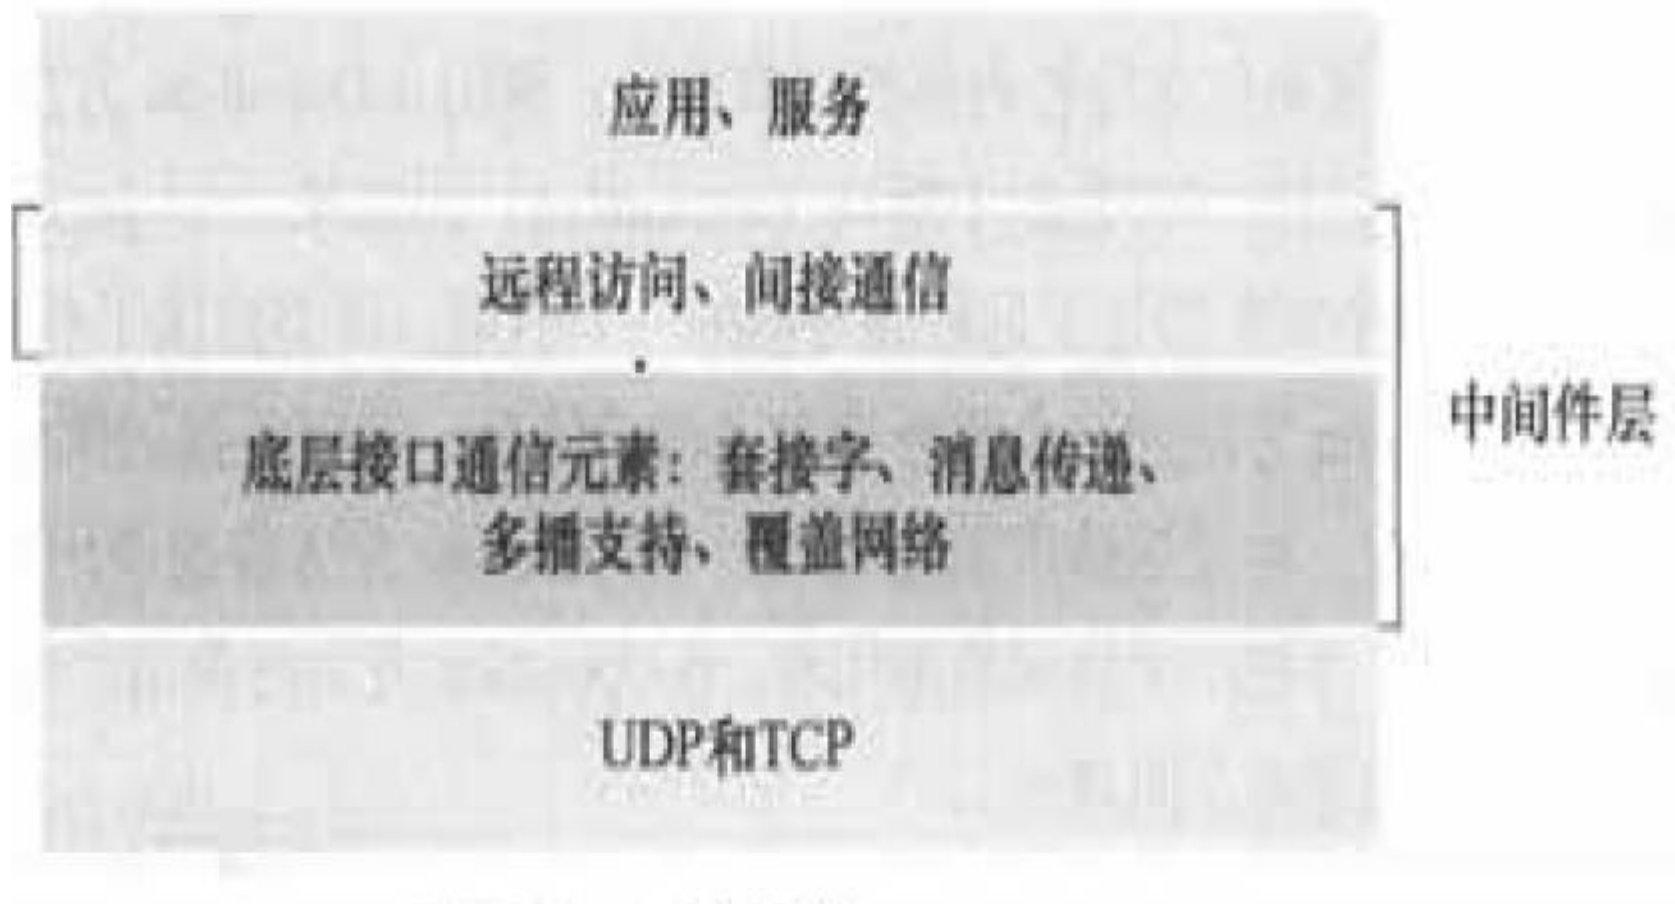 应用、服务
远程访问、间接通信
底层接口通信元素：套接字、消息传递、
多播支持、覆盖网络
中间件层
UDP和TCP